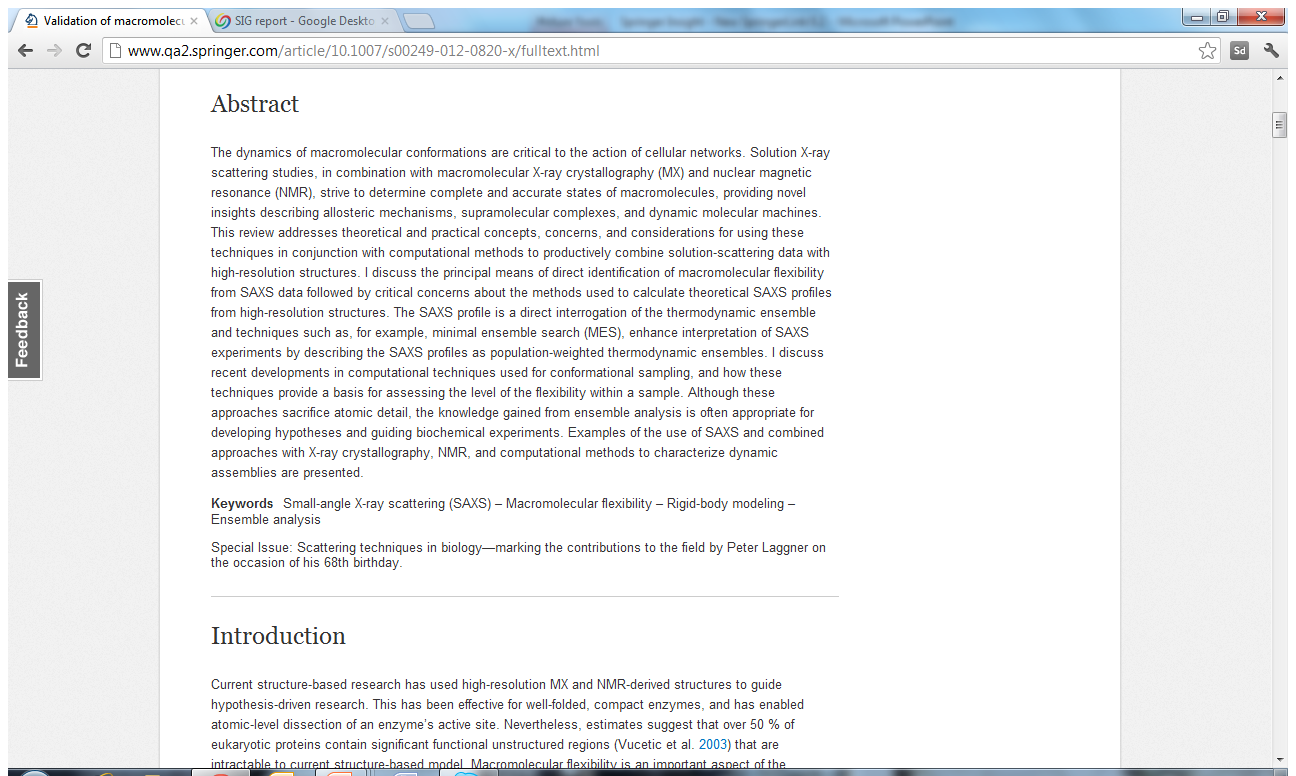 Validation of macromolecu
SIG report - Google Deskto
www.qa2.springer.com/article/10.1007/s00249-012-0820-x/fulltext.html
Sd
Abstract
The dynamics of macromolecular conformations are critical to the action of cellular networks. Solution X-ray
scattering studies, in combination with macromolecular X-ray crystallography (MX) and nuclear magnetic
resonance (NMR), strive to determine complete and accurate states of macromolecules, providing novel
insights describing allosteric mechanisms, supramolecular complexes, and dynamic molecular machines.
This review addresses theoretical and practical concepts, concerns, and considerations for using these
techniques in conjunction with computational methods to productively combine solution-scattering data with
high-resolution structures. I discuss the principal means of direct identification of macromolecular flexibility
from SAXS data followed by critical concerns about the methods used to calculate theoretical SAXS profiles
from high-resolution structures. The SAXS profile is a direct interrogation of the thermodynamic ensemble
and techniques such as, for example, minimal ensemble search (MES), enhance interpretation of SAXS
experiments by describing the SAXS profiles as population-weighted thermodynamic ensembles. I discuss
recent developments in computational techniques used for conformational sampling, and how these
techniques provide a basis for assessing the level of the flexibility within a sample. Although these
approaches sacrifice atomic detail, the knowledge gained from ensemble analysis is often appropriate for
developing hypotheses and guiding biochemical experiments. Examples of the use of SAXS and combined
approaches with X-ray crystallography, NMR, and computational methods to characterize dynamic
assemblies are presented.
Feedback
Keywords Small-angle X-ray scattering (SAXS) – Macromolecular flexibility – Rigid-body modeling –
Ensemble analysis
Special Issue: Scattering techniques in biology—marking the contributions to the field by Peter Laggner on
the occasion of his 68th birthday.
Introduction
Current structure-based research has used high-resolution MX and NMR-derived structures to guide
hypothesis-driven research. This has been effective for well-folded, compact enzymes, and has enabled
atomic-level dissection of an enzyme's active site. Nevertheless, estimates suggest that over 50 % of
eukaryotic proteins contain significant functional unstructured regions (Vucetic et al. 2003) that are
intractable to current structure-based model. Macromolecular flexibility is an important aspect of the